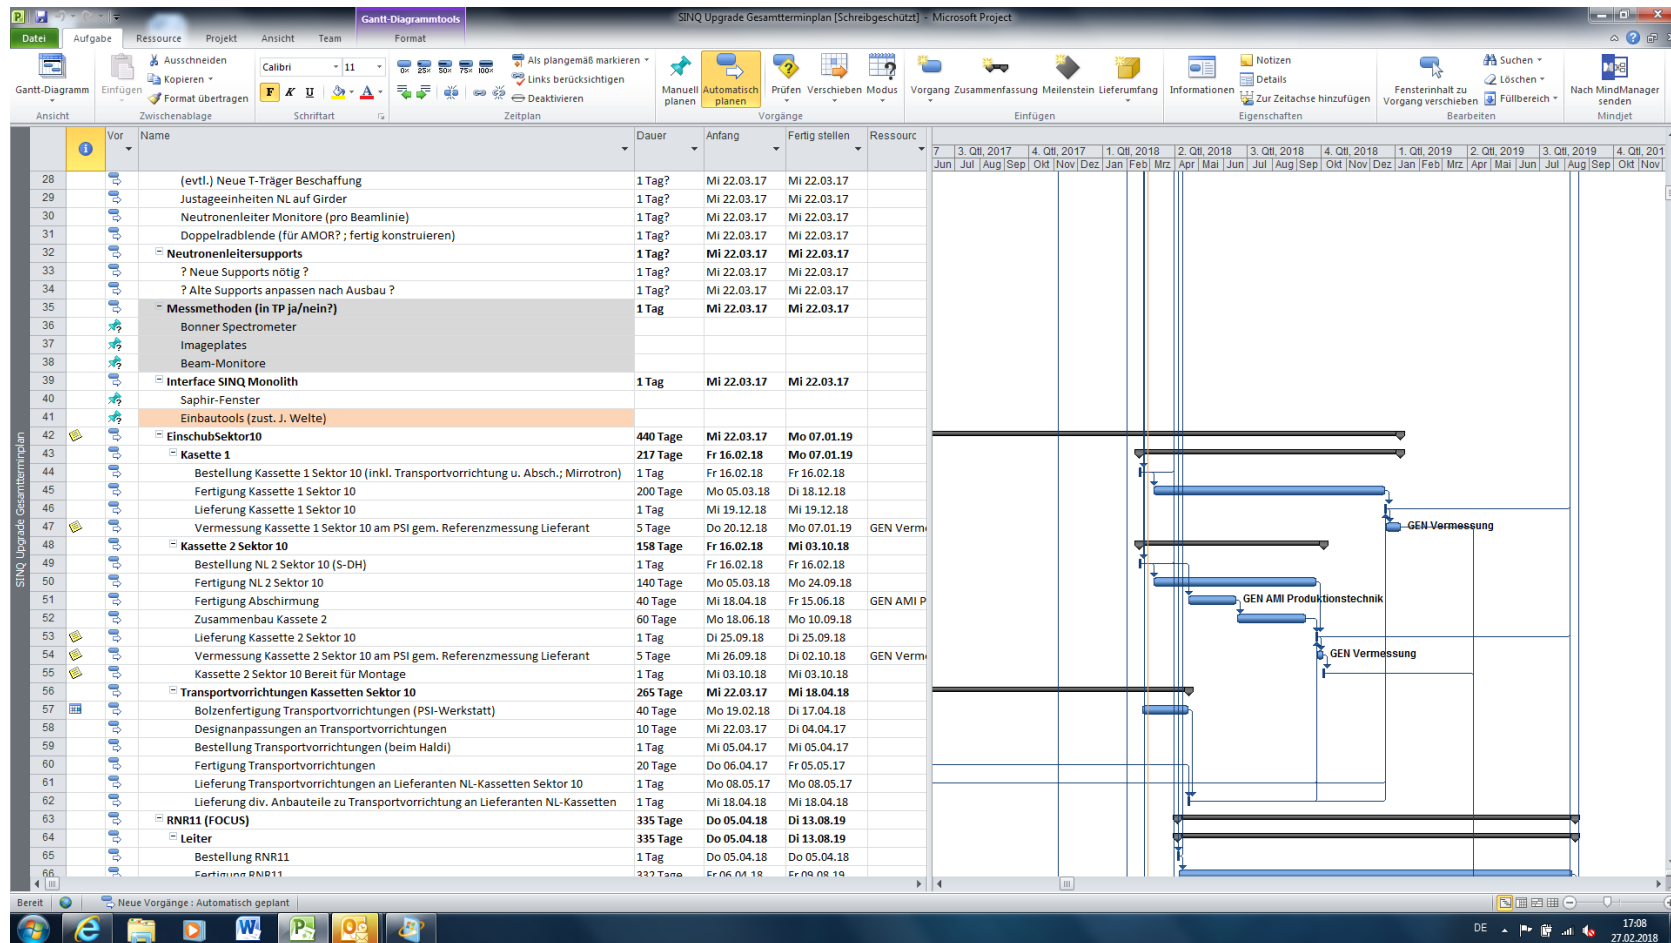 Gantt-Diagrammtools
SINQ Upgrade Gesamtterminplan [Schreibgeschützt] - Microsoft Project
Datei Aufgabe Ressource Projekt Ansicht Team Format
Gantt-Diagramm
Ansicht
Einfügen
Ausschneiden
Kopieren
Format übertragen
Zwischenablage
Calibri 11
F K U
Schriftart
0% 25% 50% 75% 100%
Als plangemäß markieren
Links berücksichtigen
Deaktivieren
Zeitplan
Manuell planen
Automatisch planen
Prüfen Verschieben Modus
Vorgänge
Vorgang Zusammenfassung Meilenstein Lieferumfang
Einfügen
Informationen
Notizen
Details
Zur Zeitachse hinzufügen
Eigenschaften
Fensterinhalt zu Vorgang verschieben
Suchen
Löschen
Füllbereich
Bearbeiten
Nach MindManager senden
Mindjet
Vor Name Dauer Anfang Fertig stellen Ressourc
7 3. Qtl, 2017 4. Qtl, 2017 1. Qtl, 2018 2. Qtl, 2018 3. Qtl, 2018 4. Qtl, 2018 1. Qtl, 2019 2. Qtl, 2019 3. Qtl, 2019 4. Qtl, 201
Jun Jul Aug Sep Okt Nov Dez Jan Feb Mrz Apr Mai Jun Jul Aug Sep Okt Nov Dez Jan Feb Mrz Apr Mai Jun Jul Aug Sep Okt Nov
28 (evtl.) Neue T-Träger Beschaffung 1 Tag? Mi 22.03.17 Mi 22.03.17
29 Justageeinheiten NL auf Girder 1 Tag? Mi 22.03.17 Mi 22.03.17
30 Neutronenleiter Monitore (pro Beamlinie) 1 Tag? Mi 22.03.17 Mi 22.03.17
31 Doppelradblende (für AMOR? ; fertig konstruieren) 1 Tag? Mi 22.03.17 Mi 22.03.17
32 Neutronenleitersupports 1 Tag? Mi 22.03.17 Mi 22.03.17
33 ? Neue Supports nötig ? 1 Tag? Mi 22.03.17 Mi 22.03.17
34 ? Alte Supports anpassen nach Ausbau ? 1 Tag? Mi 22.03.17 Mi 22.03.17
35 Messmethoden (in TP ja/nein?) 1 Tag Mi 22.03.17 Mi 22.03.17
36 Bonner Spectrometer
37 Imageplates
38 Beam-Monitore
39 Interface SINQ Monolith 1 Tag Mi 22.03.17 Mi 22.03.17
40 Saphir-Fenster
41 Einbautools (zust. J. Welte)
42 EinschubSektor10 440 Tage Mi 22.03.17 Mo 07.01.19
43 Kasette 1 217 Tage Fr 16.02.18 Mo 07.01.19
44 Bestellung Kassette 1 Sektor 10 (inkl. Transportvorrichtung u. Absch.; Mirrotron) 1 Tag Fr 16.02.18 Fr 16.02.18
45 Fertigung Kassette 1 Sektor 10 200 Tage Mo 05.03.18 Di 18.12.18
46 Lieferung Kassette 1 Sektor 10 1 Tag Mi 19.12.18 Mi 19.12.18
47 Vermessung Kassette 1 Sektor 10 am PSI gem. Referenzmessung Lieferant 5 Tage Do 20.12.18 Mo 07.01.19 GEN Verm GEN Vermessung
48 Kassette 2 Sektor 10 158 Tage Fr 16.02.18 Mi 03.10.18
49 Bestellung NL 2 Sektor 10 (S-DH) 1 Tag Fr 16.02.18 Fr 16.02.18
50 Fertigung NL 2 Sektor 10 140 Tage Mo 05.03.18 Mo 24.09.18
51 Fertigung Abschirmung 40 Tage Mi 18.04.18 Fr 15.06.18 GEN AMI P GEN AMI Produktionstechnik
52 Zusammenbau Kassete 2 60 Tage Mo 18.06.18 Mo 10.09.18
53 Lieferung Kassette 2 Sektor 10 1 Tag Di 25.09.18 Di 25.09.18
54 Vermessung Kassette 2 Sektor 10 am PSI gem. Referenzmessung Lieferant 5 Tage Mi 26.09.18 Di 02.10.18 GEN Verm GEN Vermessung
55 Kassette 2 Sektor 10 Bereit für Montage 1 Tag Mi 03.10.18 Mi 03.10.18
56 Transportvorrichtungen Kassetten Sektor 10 265 Tage Mi 22.03.17 Mi 18.04.18
57 Bolzenfertigung Transportvorrichtungen (PSI-Werkstatt) 40 Tage Mo 19.02.18 Di 17.04.18
58 Designanpassungen an Transportvorrichtungen 10 Tage Mi 22.03.17 Di 04.04.17
59 Bestellung Transportvorrichtungen (beim Haldi) 1 Tag Mi 05.04.17 Mi 05.04.17
60 Fertigung Transportvorrichtungen 20 Tage Do 06.04.17 Fr 05.05.17
61 Lieferung Transportvorrichtungen an Lieferanten NL-Kassetten Sektor 10 1 Tag Mo 08.05.17 Mo 08.05.17
62 Lieferung div. Anbauteile zu Transportvorrichtung an Lieferanten NL-Kassetten 1 Tag Mi 18.04.18 Mi 18.04.18
63 RNR11 (FOCUS) 335 Tage Do 05.04.18 Di 13.08.19
64 Leiter 335 Tage Do 05.04.18 Di 13.08.19
65 Bestellung RNR11 1 Tag Do 05.04.18 Do 05.04.18
66 Fertigung RNR11 332 Tage Fr 06.04.18 Fr 09.08.19
SINQ Upgrade Gesamtterminplan
Bereit Neue Vorgänge : Automatisch geplant
DE 17:08
27.02.2018